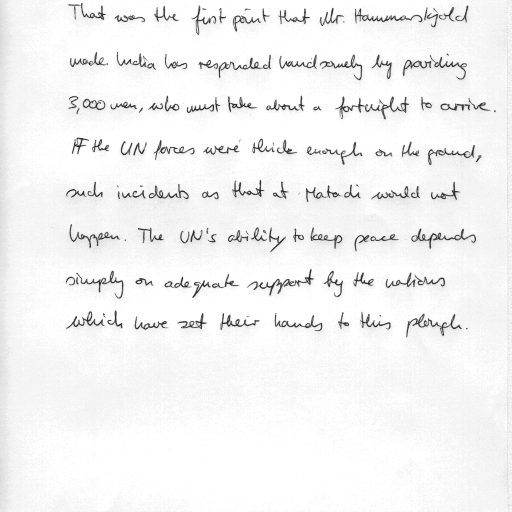 That was the first point that Mr. Hammarskjold
made. India has responded handsomely by providing
3,000 men, who must take about a fortnight to arrive.
If the UN forces were thick enough on the ground,
such incidents as that at Matadi would not
happen. The UN's ability to keep peace depends
simply on adequate support by the nations
which have set their hands to this plough.